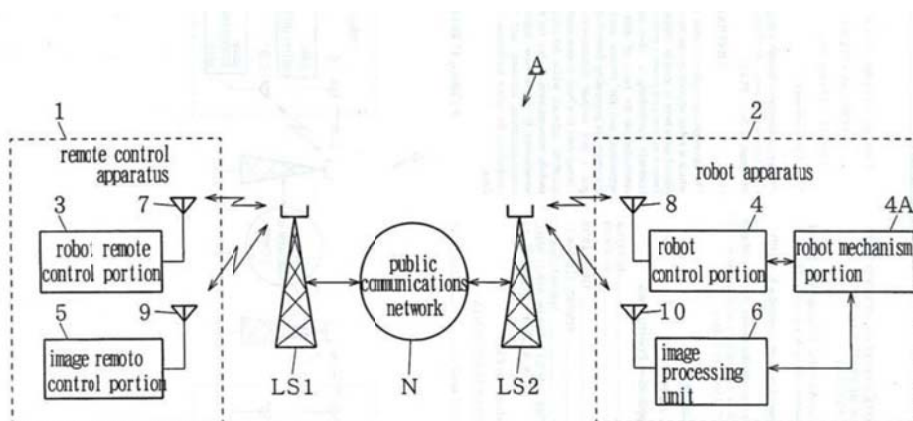 A
1
2
remote control
apparatus
robot apparatus
3
7
8
4
4A
robot remote
control portion
robot
control portion
robot mechanism
portion
public
communications
network
5
9
10
6
image remoto
control portion
image
processing
unit
LS1
N
LS2